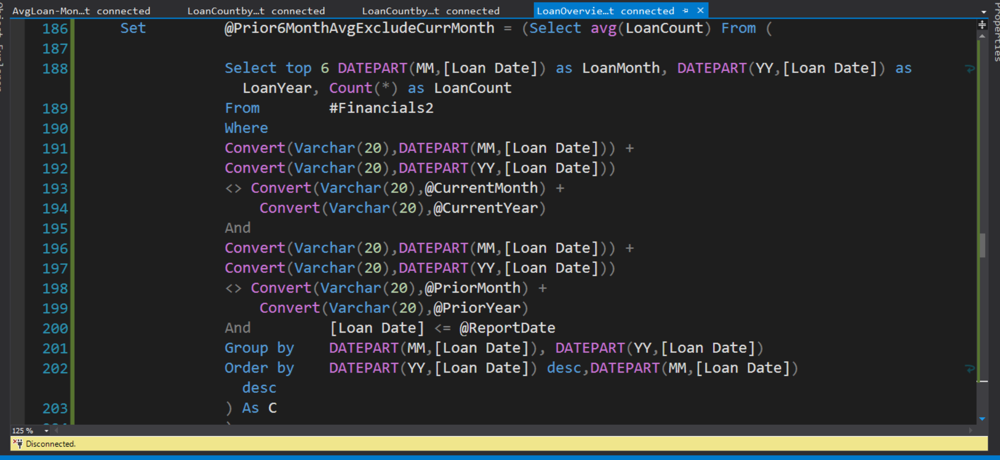 AvgLoan-Mon…t connected LoanCountby…t connected LoanCountby…t connected LoanOvervie…t connected
Properties
186 Set @Prior6MonthAvgExcludeCurrMonth = (Select avg(LoanCount) From (
187
188 Select top 6 DATEPART(MM,[Loan Date]) as LoanMonth, DATEPART(YY,[Loan Date]) as
LoanYear, Count(*) as LoanCount
189 From #Financials2
190 Where
191 Convert(Varchar(20),DATEPART(MM,[Loan Date])) +
192 Convert(Varchar(20),DATEPART(YY,[Loan Date]))
193 <> Convert(Varchar(20),@CurrentMonth) +
194 Convert(Varchar(20),@CurrentYear)
195 And
196 Convert(Varchar(20),DATEPART(MM,[Loan Date])) +
197 Convert(Varchar(20),DATEPART(YY,[Loan Date]))
198 <> Convert(Varchar(20),@PriorMonth) +
199 Convert(Varchar(20),@PriorYear)
200 And [Loan Date] <= @ReportDate
201 Group by DATEPART(MM,[Loan Date]), DATEPART(YY,[Loan Date])
202 Order by DATEPART(YY,[Loan Date]) desc,DATEPART(MM,[Loan Date])
desc
203 ) As C
125 %
Disconnected.